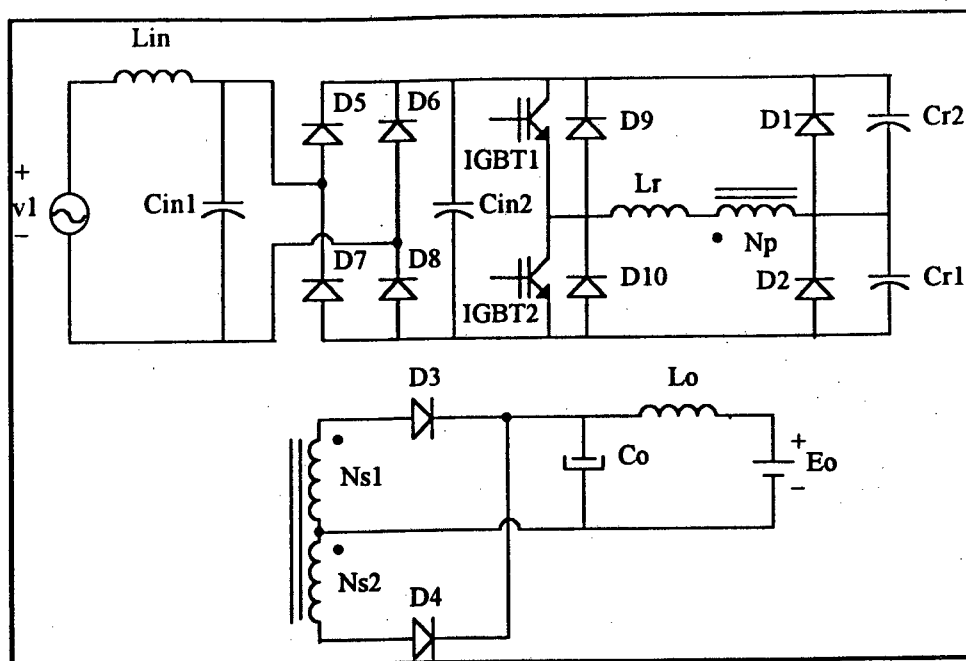 Lin
D5
D6
IGBT1
D9
D1
Cr2
+
v1
−
Cin1
Cin2
Lr
Np
D7
D8
IGBT2
D10
D2
Cr1
D3
Lo
Ns1
Co
+
Eo
−
Ns2
D4